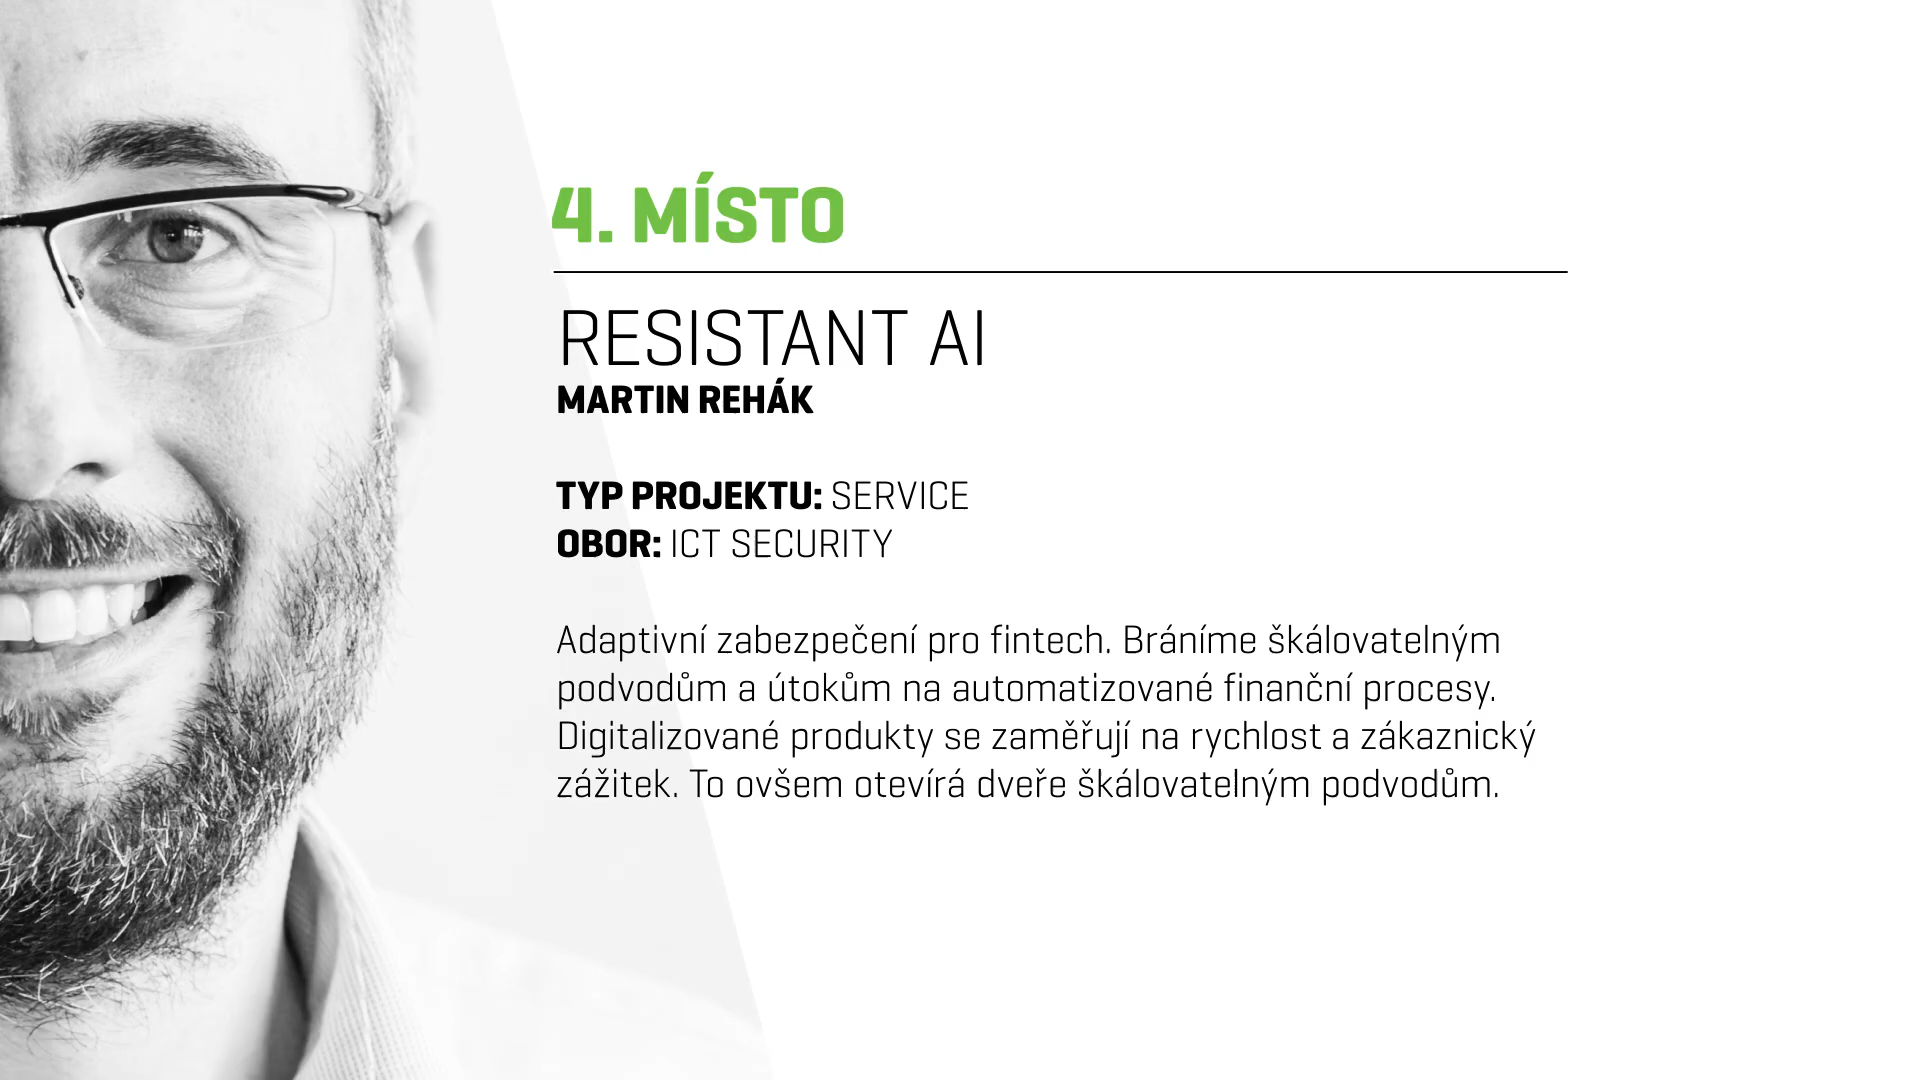 4. MÍSTO
RESISTANT AI
MARTIN REHÁK
TYP PROJEKTU: SERVICE
OBOR: ICT SECURITY
Adaptivní zabezpečení pro fintech. Bráníme škálovatelným
podvodům a útokům na automatizované finanční procesy.
Digitalizované produkty se zaměřují na rychlost a zákaznický
zážitek. To ovšem otevírá dveře škálovatelným podvodům.